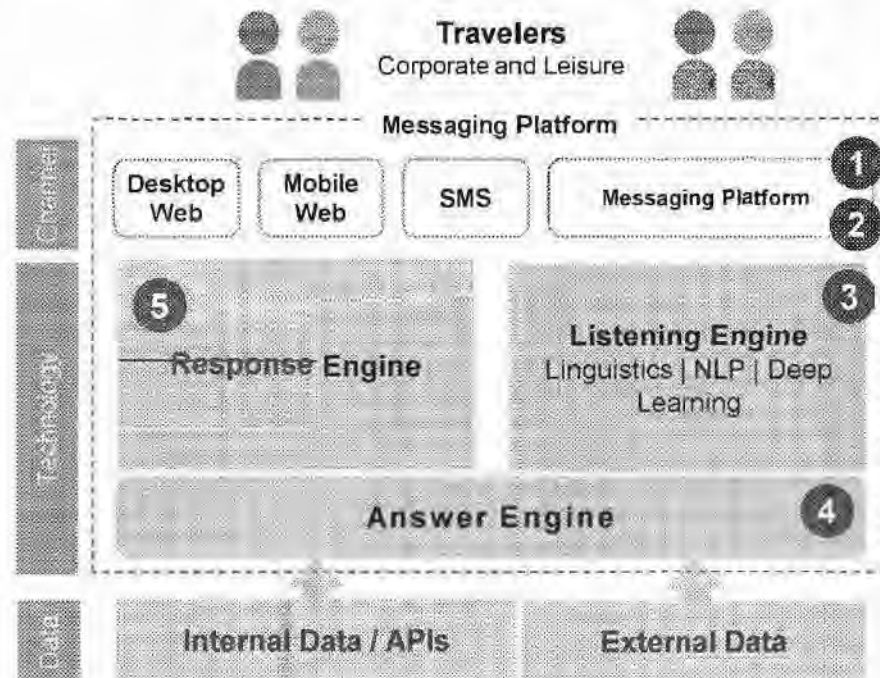 Travelers
Corporate and Leisure
Messaging Platform
1
Desktop
Web
Mobile
Web
SMS
Messaging Platform
2
Technology
5
Response Engine
3
Listening Engine
Linguistics | NLP | Deep
Learning
Answer Engine
4
Data
Internal Data / APIs
External Data